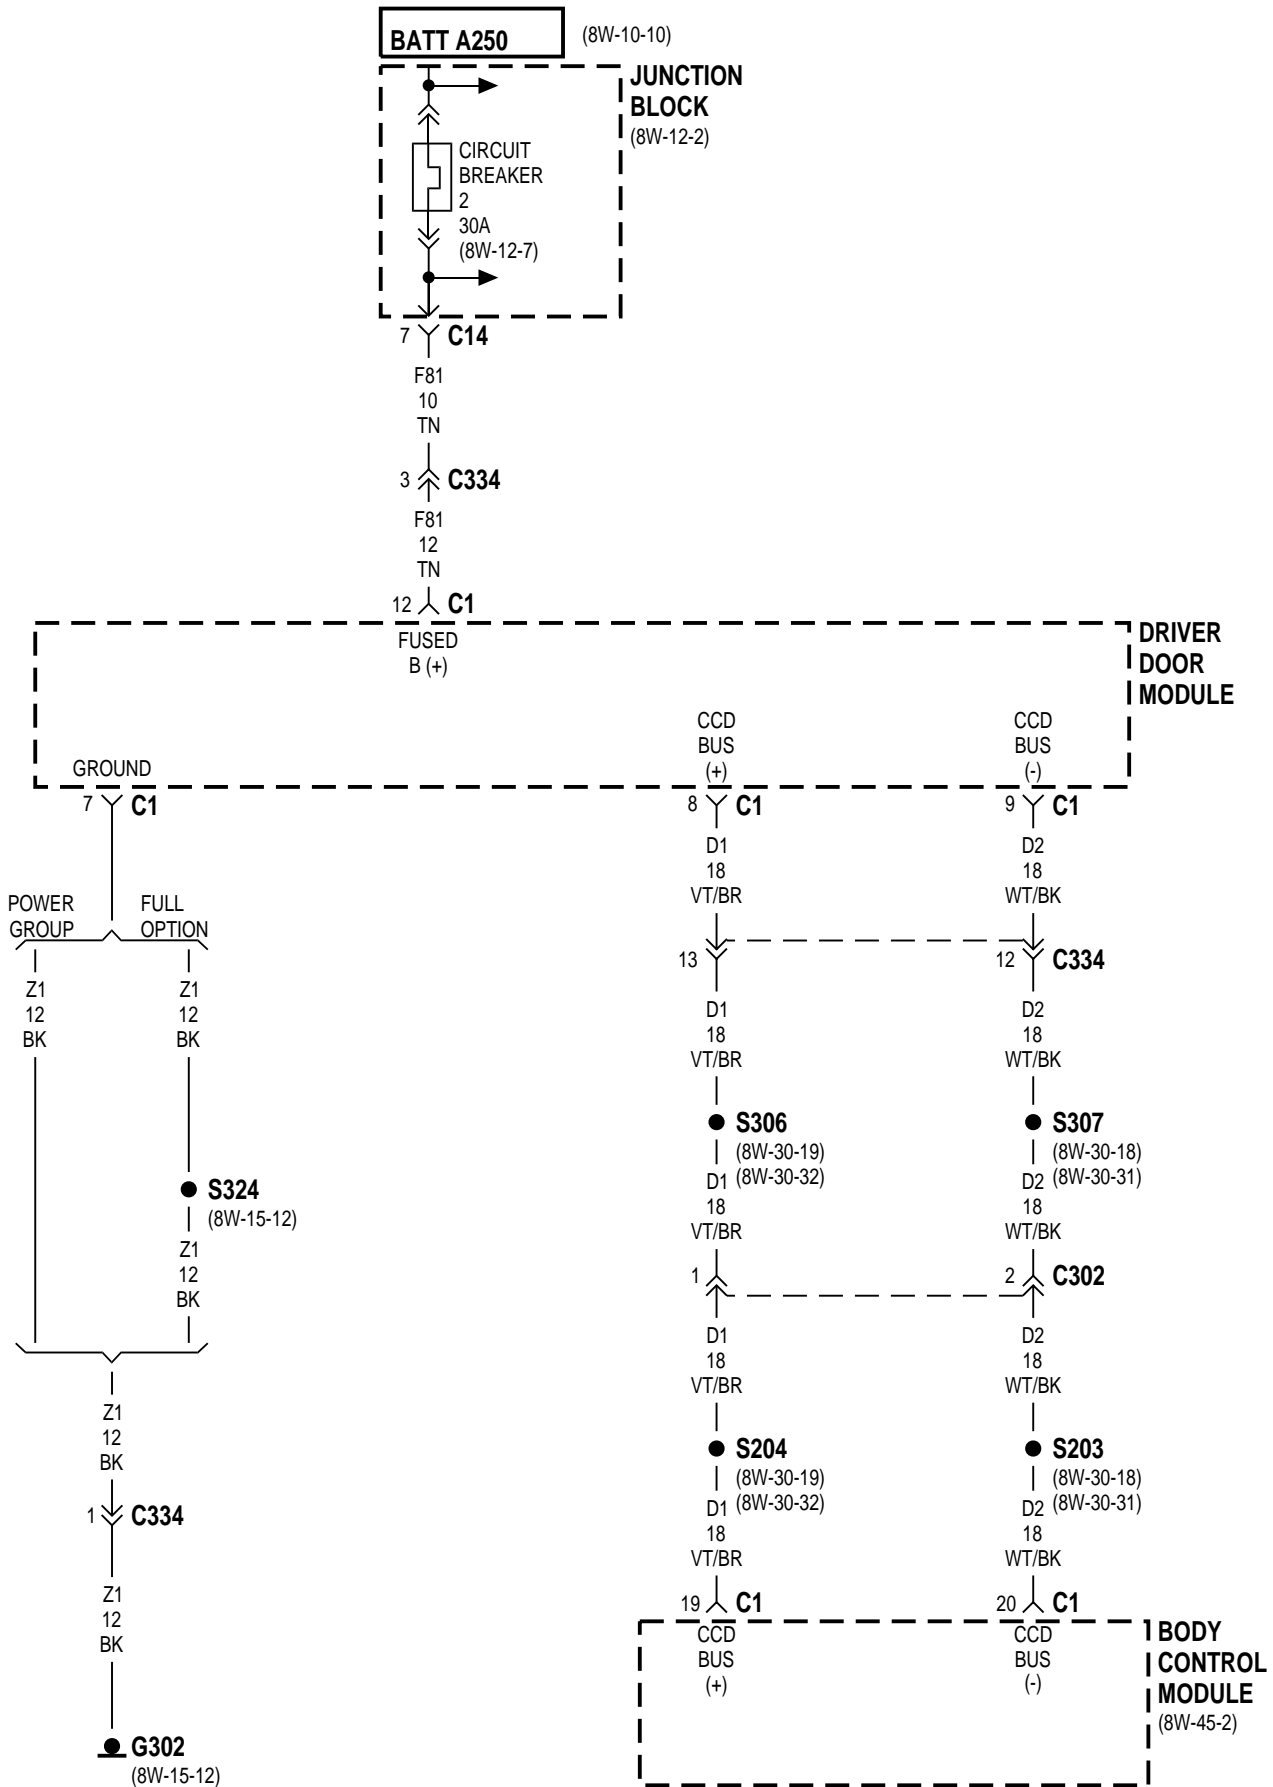 BATT A250 (8W-10-10)
JUNCTION
BLOCK
(8W-12-2)
CIRCUIT
BREAKER
2
30A
(8W-12-7)
7 C14
F81
10
TN
3 C334
F81
12
TN
12 C1
FUSED
B (+)
DRIVER
DOOR
MODULE
GROUND
CCD
BUS
(+)
CCD
BUS
(-)
7 C1
8 C1
9 C1
POWER
GROUP
FULL
OPTION
Z1
12
BK
Z1
12
BK
S324
(8W-15-12)
Z1
12
BK
Z1
12
BK
1 C334
Z1
12
BK
G302
(8W-15-12)
D1
18
VT/BR
13
D1
18
VT/BR
S306
(8W-30-19)
(8W-30-32)
D1
18
VT/BR
1
D1
18
VT/BR
S204
(8W-30-19)
(8W-30-32)
D1
18
VT/BR
19 C1
CCD
BUS
(+)
D2
18
WT/BK
12 C334
D2
18
WT/BK
S307
(8W-30-18)
(8W-30-31)
D2
18
WT/BK
2 C302
D2
18
WT/BK
S203
(8W-30-18)
(8W-30-31)
D2
18
WT/BK
20 C1
CCD
BUS
(-)
BODY
CONTROL
MODULE
(8W-45-2)